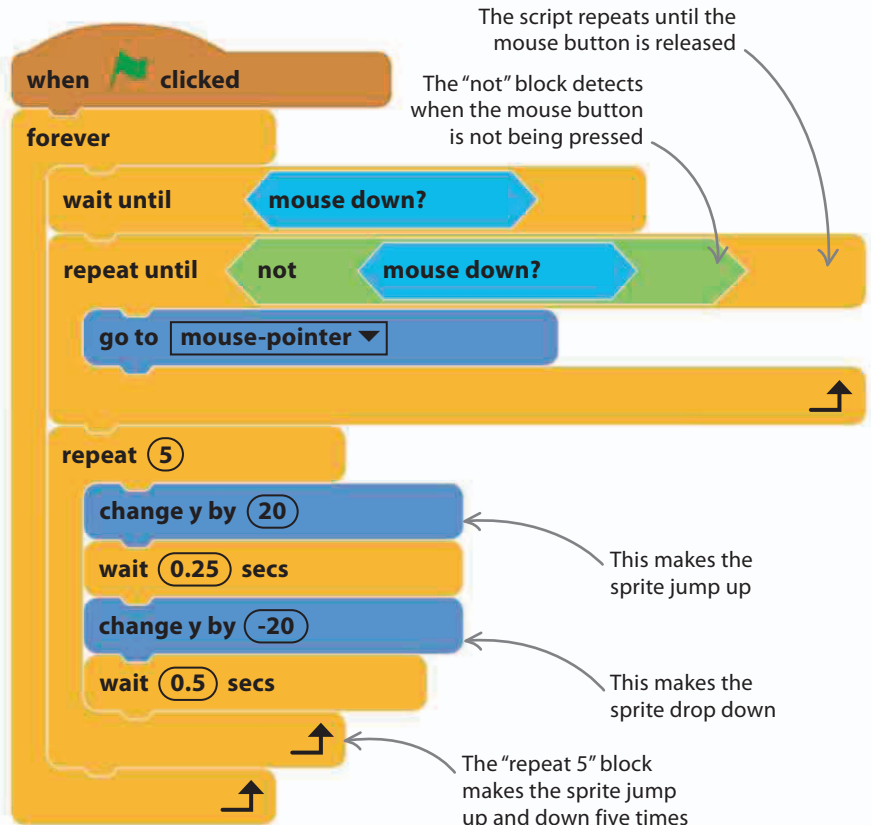 The script repeats until the
mouse button is released
when clicked
The “not” block detects
when the mouse button
is not being pressed
forever
wait until mouse down?
repeat until not mouse down?
go to mouse-pointer
repeat 5
change y by 20
This makes the
sprite jump up
wait 0.25 secs
change y by -20
This makes the
sprite drop down
wait 0.5 secs
The “repeat 5” block
makes the sprite jump
up and down five times